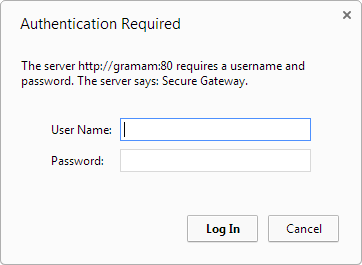 Authentication Required
The server http://gramam:80 requires a username and
password. The server says: Secure Gateway.
User Name:
Password:
Log In Cancel